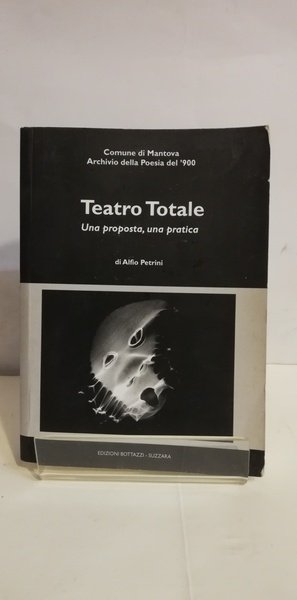 Comune di Mantova
Archivio della Poesia del '900
Teatro Totale
Una proposta, una pratica
di Alfio Petrini
EDIZIONI BOTTAZZI - SUZZARA